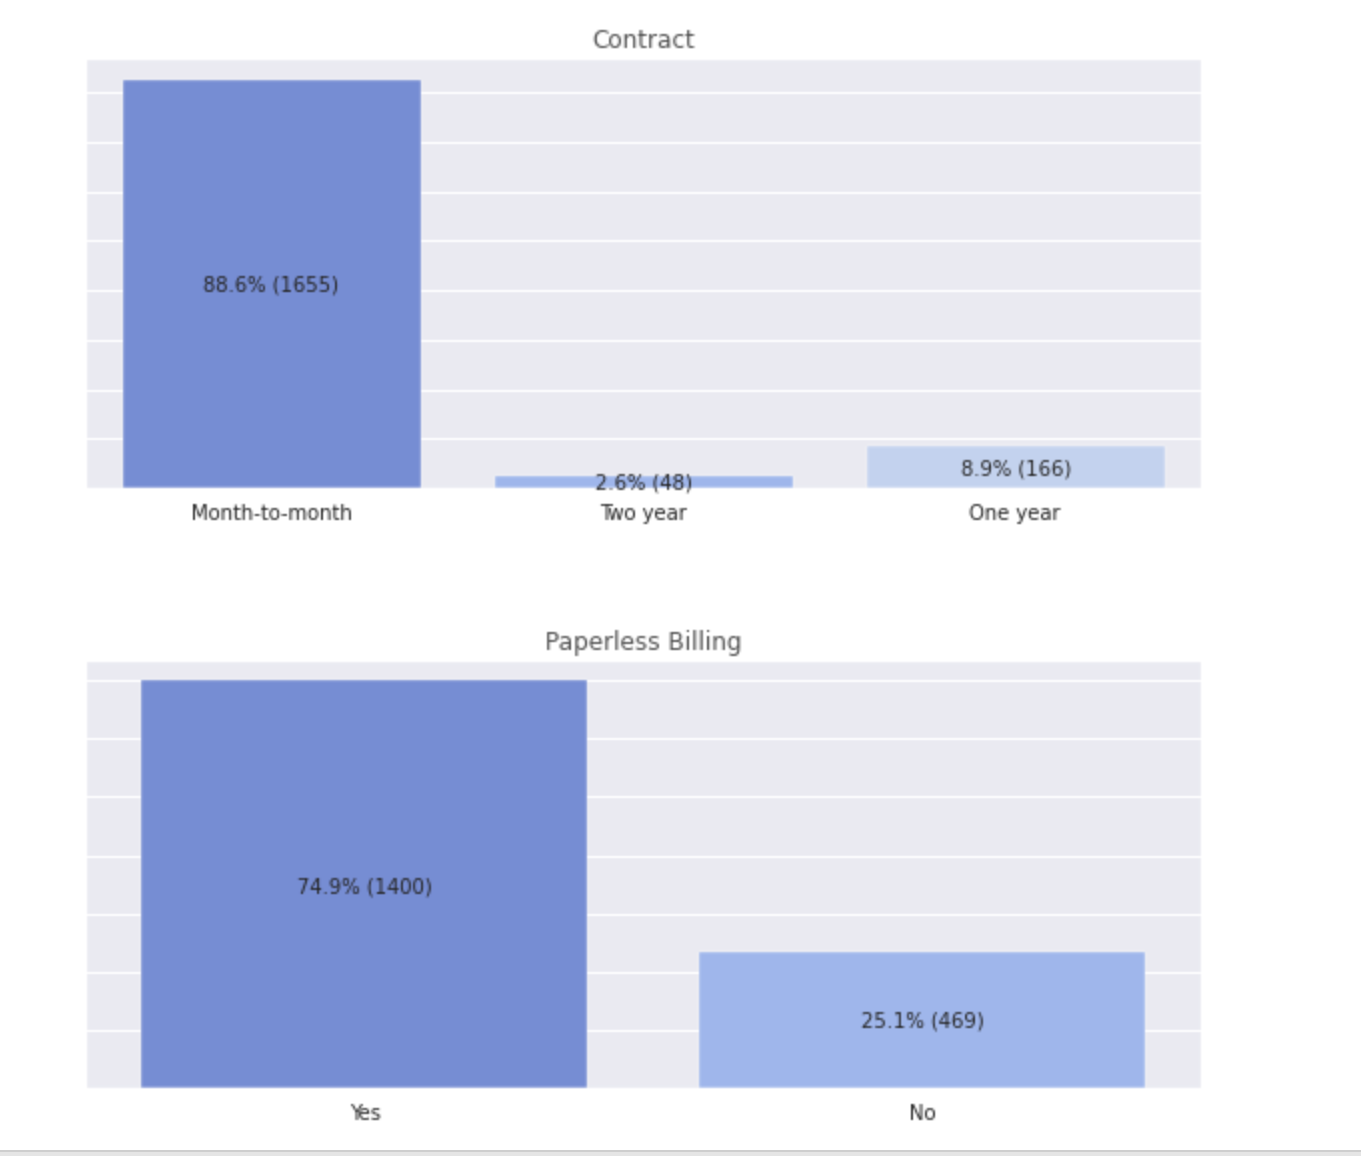 Contract
88.6% (1655)
2.6% (48)
8.9% (166)
Month-to-month
Two year
One year
Paperless Billing
74.9% (1400)
25.1% (469)
Yes
No